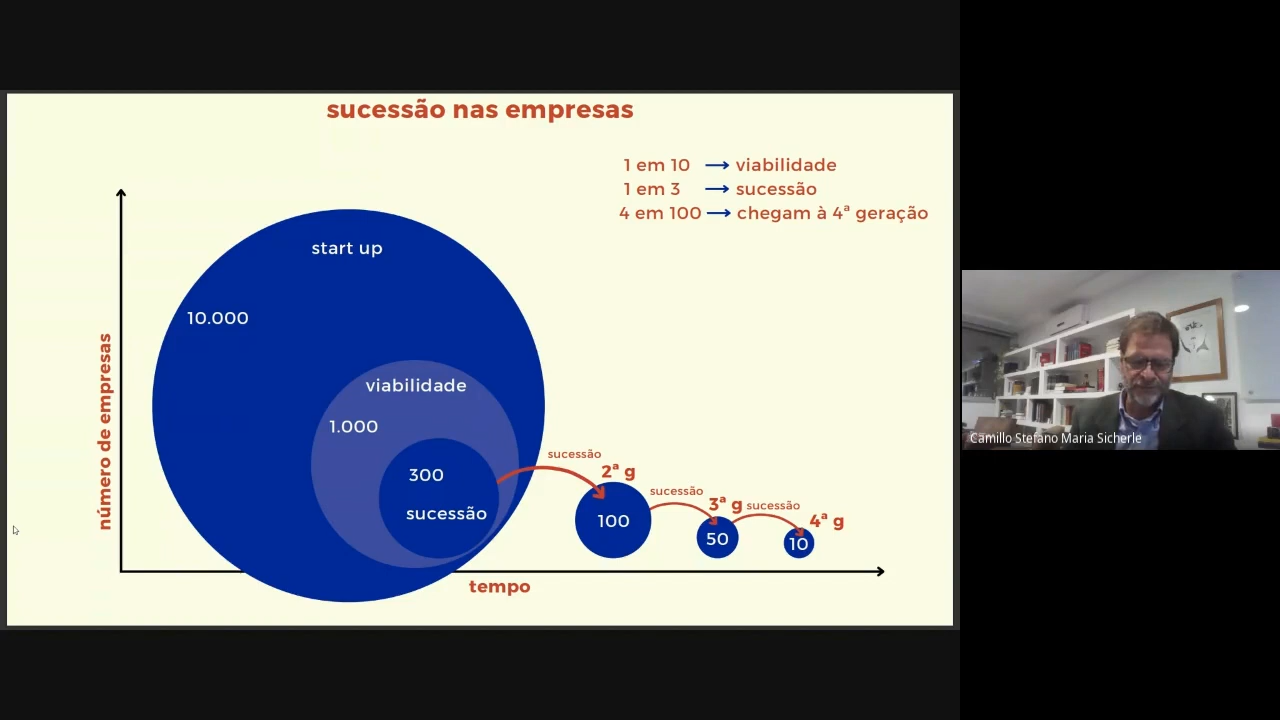 sucessão nas empresas
1 em 10 → viabilidade
1 em 3 → sucessão
4 em 100 → chegam à 4ª geração
start up
10.000
viabilidade
1.000
300
sucessão
sucessão
2ª g
100
sucessão
3ª g
50
sucessão
4ª g
10
número de empresas
tempo
Camillo Stefano Maria Sicherle